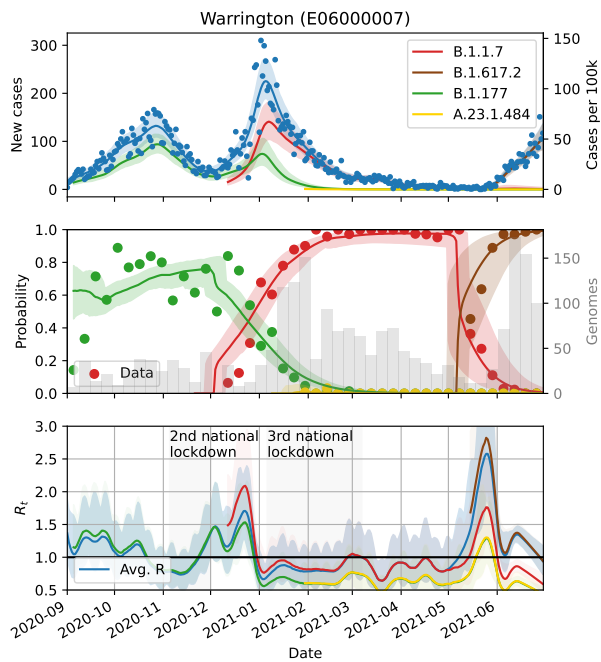 Warrington (E06000007)
300
200
100
0
New cases
150
100
50
0
Cases per 100k
B.1.1.7
B.1.617.2
B.1.177
A.23.1.484
1.0
0.8
0.6
0.4
0.2
0.0
Probability
150
100
50
0
Genomes
Data
3.0
2.5
2.0
1.5
1.0
0.5
Rt
2nd national
lockdown
3rd national
lockdown
Avg. R
2020-09
2020-10
2020-11
2020-12
2021-01
2021-02
2021-03
2021-04
2021-05
2021-06
Date